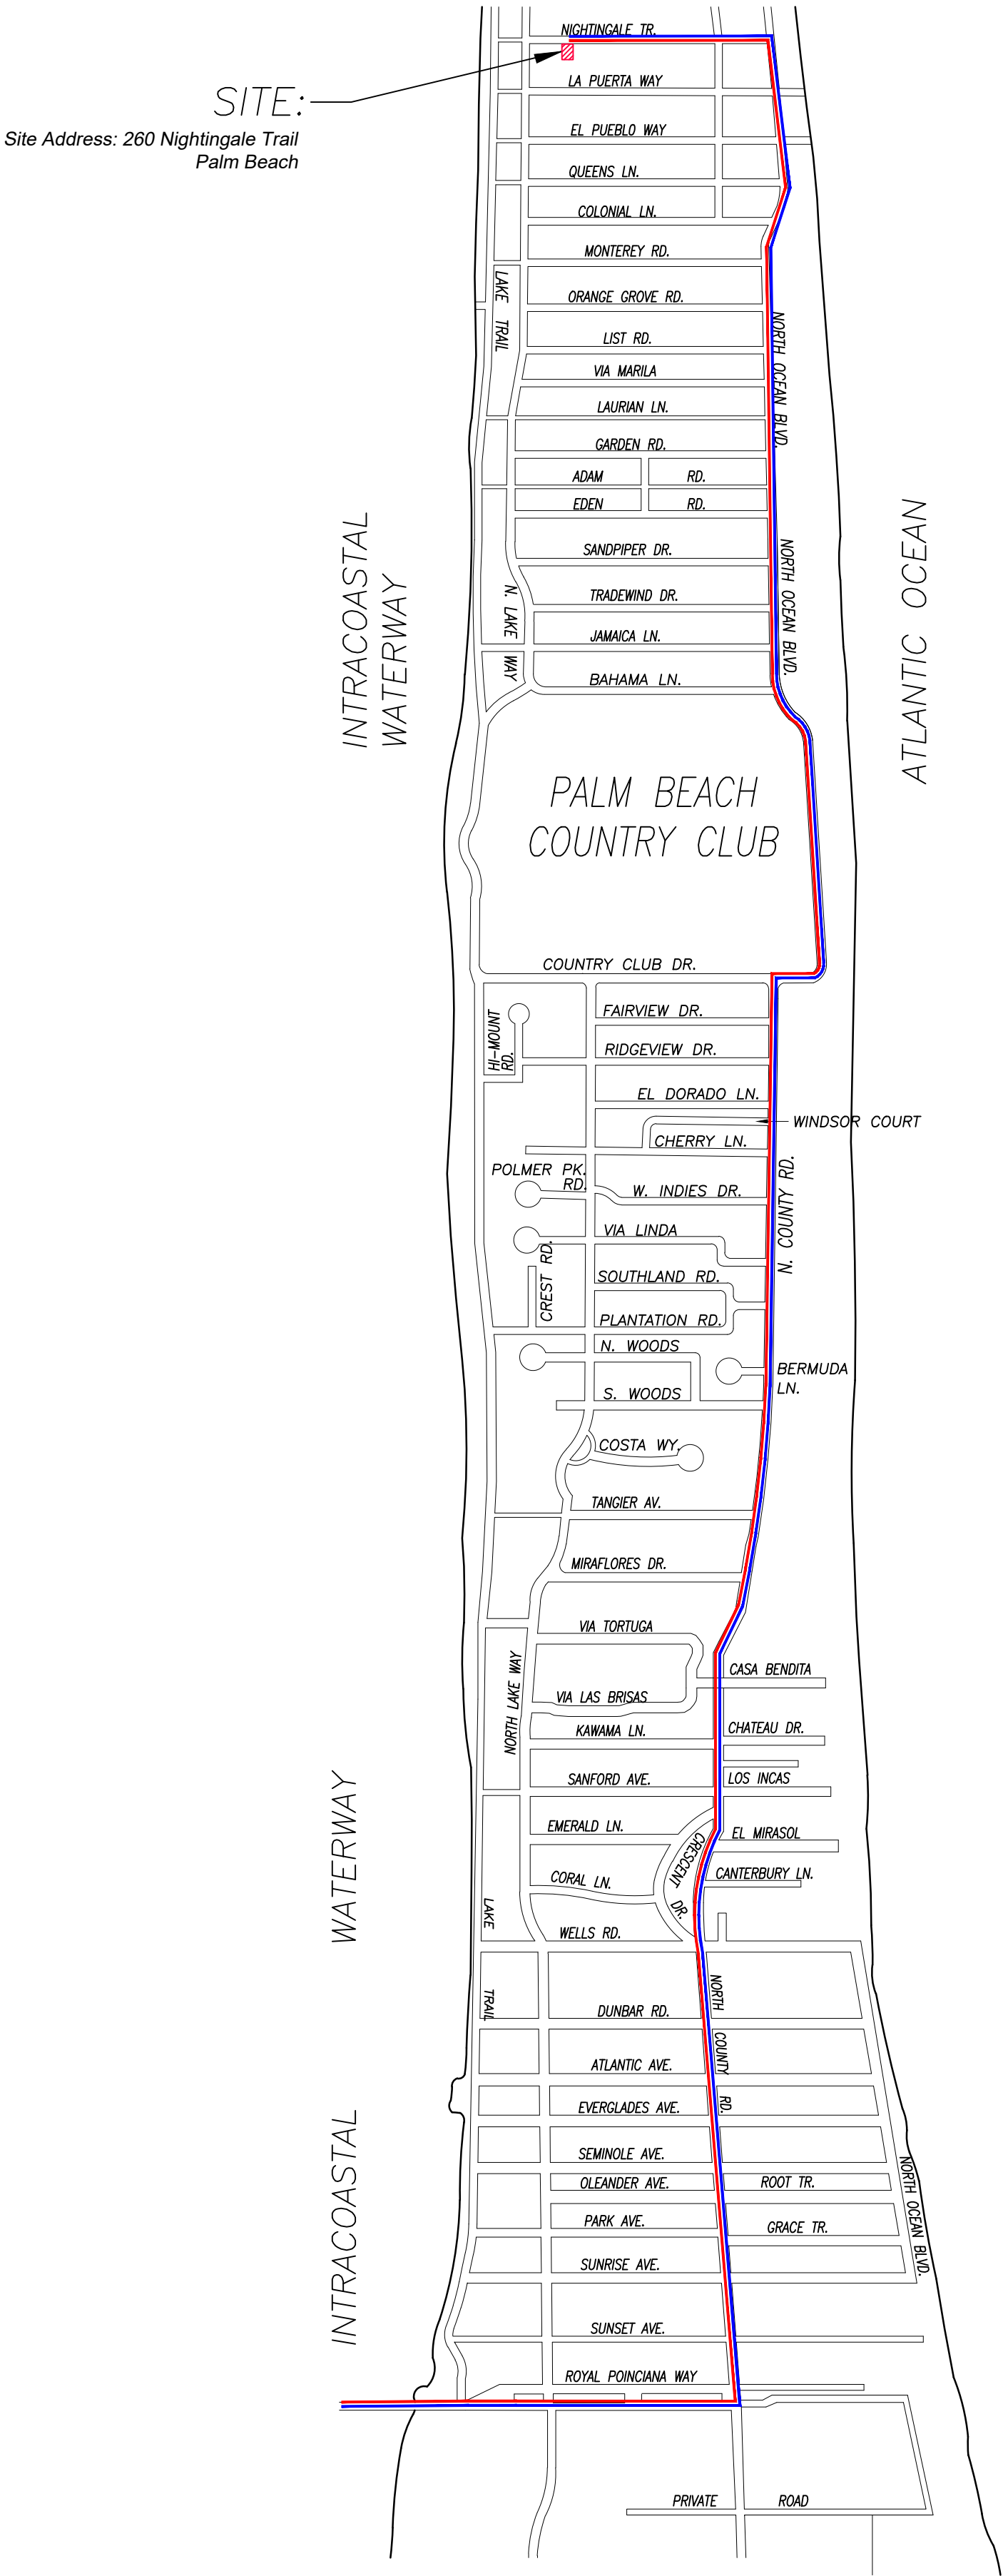 NIGHTINGALE TR.
SITE:
Site Address: 260 Nightingale Trail
Palm Beach
LA PUERTA WAY
EL PUEBLO WAY
QUEENS LN.
COLONIAL LN.
MONTEREY RD.
LAKE TRAIL
ORANGE GROVE RD.
NORTH OCEAN BLVD.
LIST RD.
VIA MARILA
LAURIAN LN.
GARDEN RD.
ADAM RD.
EDEN RD.
INTRACOASTAL
WATERWAY
ATLANTIC OCEAN
SANDPIPER DR.
NORTH OCEAN BLVD.
N. LAKE WAY
TRADEWIND DR.
JAMAICA LN.
BAHAMA LN.
PALM BEACH
COUNTRY CLUB
COUNTRY CLUB DR.
HI-MOUNT
RD.
FAIRVIEW DR.
RIDGEVIEW DR.
EL DORADO LN.
WINDSOR COURT
CHERRY LN.
N. COUNTY RD.
POLMER PK.
RD.
W. INDIES DR.
VIA LINDA
CREST RD.
SOUTHLAND RD.
PLANTATION RD.
N. WOODS
BERMUDA
LN.
S. WOODS
COSTA WY.
TANGIER AV.
MIRAFLORES DR.
VIA TORTUGA
NORTH LAKE WAY
CASA BENDITA
VIA LAS BRISAS
KAWAMA LN.
CHATEAU DR.
SANFORD AVE.
LOS INCAS
EMERALD LN.
CRESCENT DR.
EL MIRASOL
CORAL LN.
CANTERBURY LN.
WATERWAY
LAKE TRAIL
WELLS RD.
NORTH COUNTY RD.
DUNBAR RD.
ATLANTIC AVE.
EVERGLADES AVE.
INTRACOASTAL
SEMINOLE AVE.
OLEANDER AVE.
ROOT TR.
NORTH OCEAN BLVD.
PARK AVE.
GRACE TR.
SUNRISE AVE.
SUNSET AVE.
ROYAL POINCIANA WAY
PRIVATE ROAD